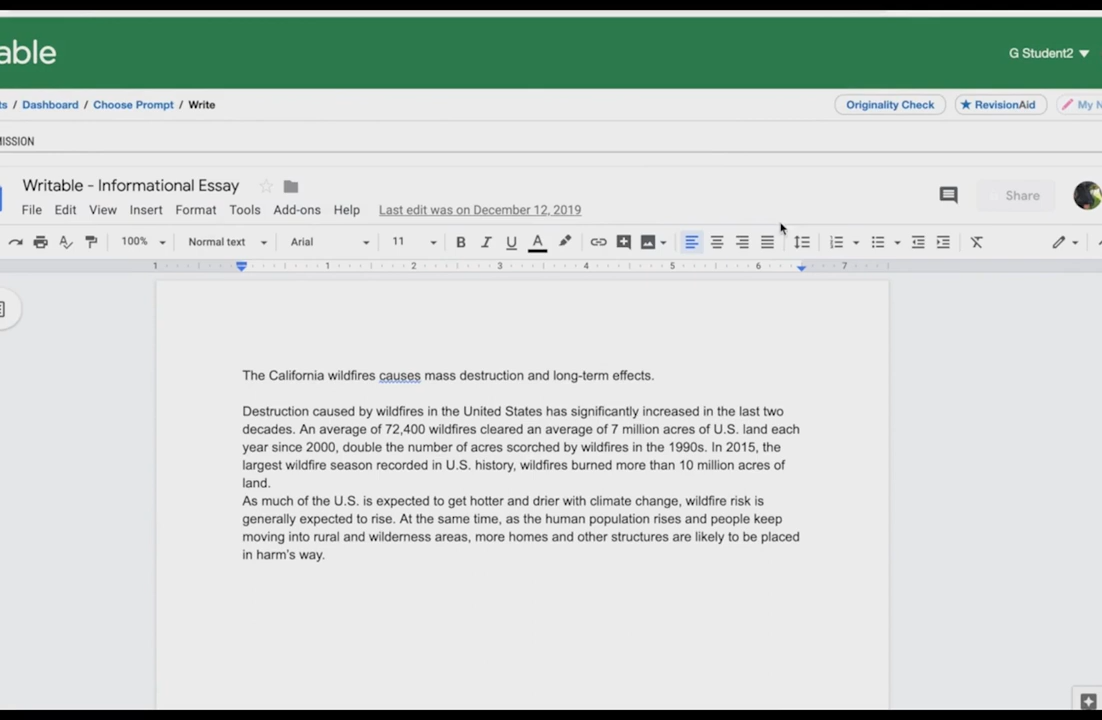 able
G Student2
ts / Dashboard / Choose Prompt / Write
Originality Check
RevisionAid
My N
MISSION
Writable - Informational Essay
Share
File Edit View Insert Format Tools Add-ons Help Last edit was on December 12, 2019
100% Normal text Arial 11 B I U A
1 1 2 3 4 5 6 7
The California wildfires causes mass destruction and long-term effects.
Destruction caused by wildfires in the United States has significantly increased in the last two
decades. An average of 72,400 wildfires cleared an average of 7 million acres of U.S. land each
year since 2000, double the number of acres scorched by wildfires in the 1990s. In 2015, the
largest wildfire season recorded in U.S. history, wildfires burned more than 10 million acres of
land.
As much of the U.S. is expected to get hotter and drier with climate change, wildfire risk is
generally expected to rise. At the same time, as the human population rises and people keep
moving into rural and wilderness areas, more homes and other structures are likely to be placed
in harm's way.